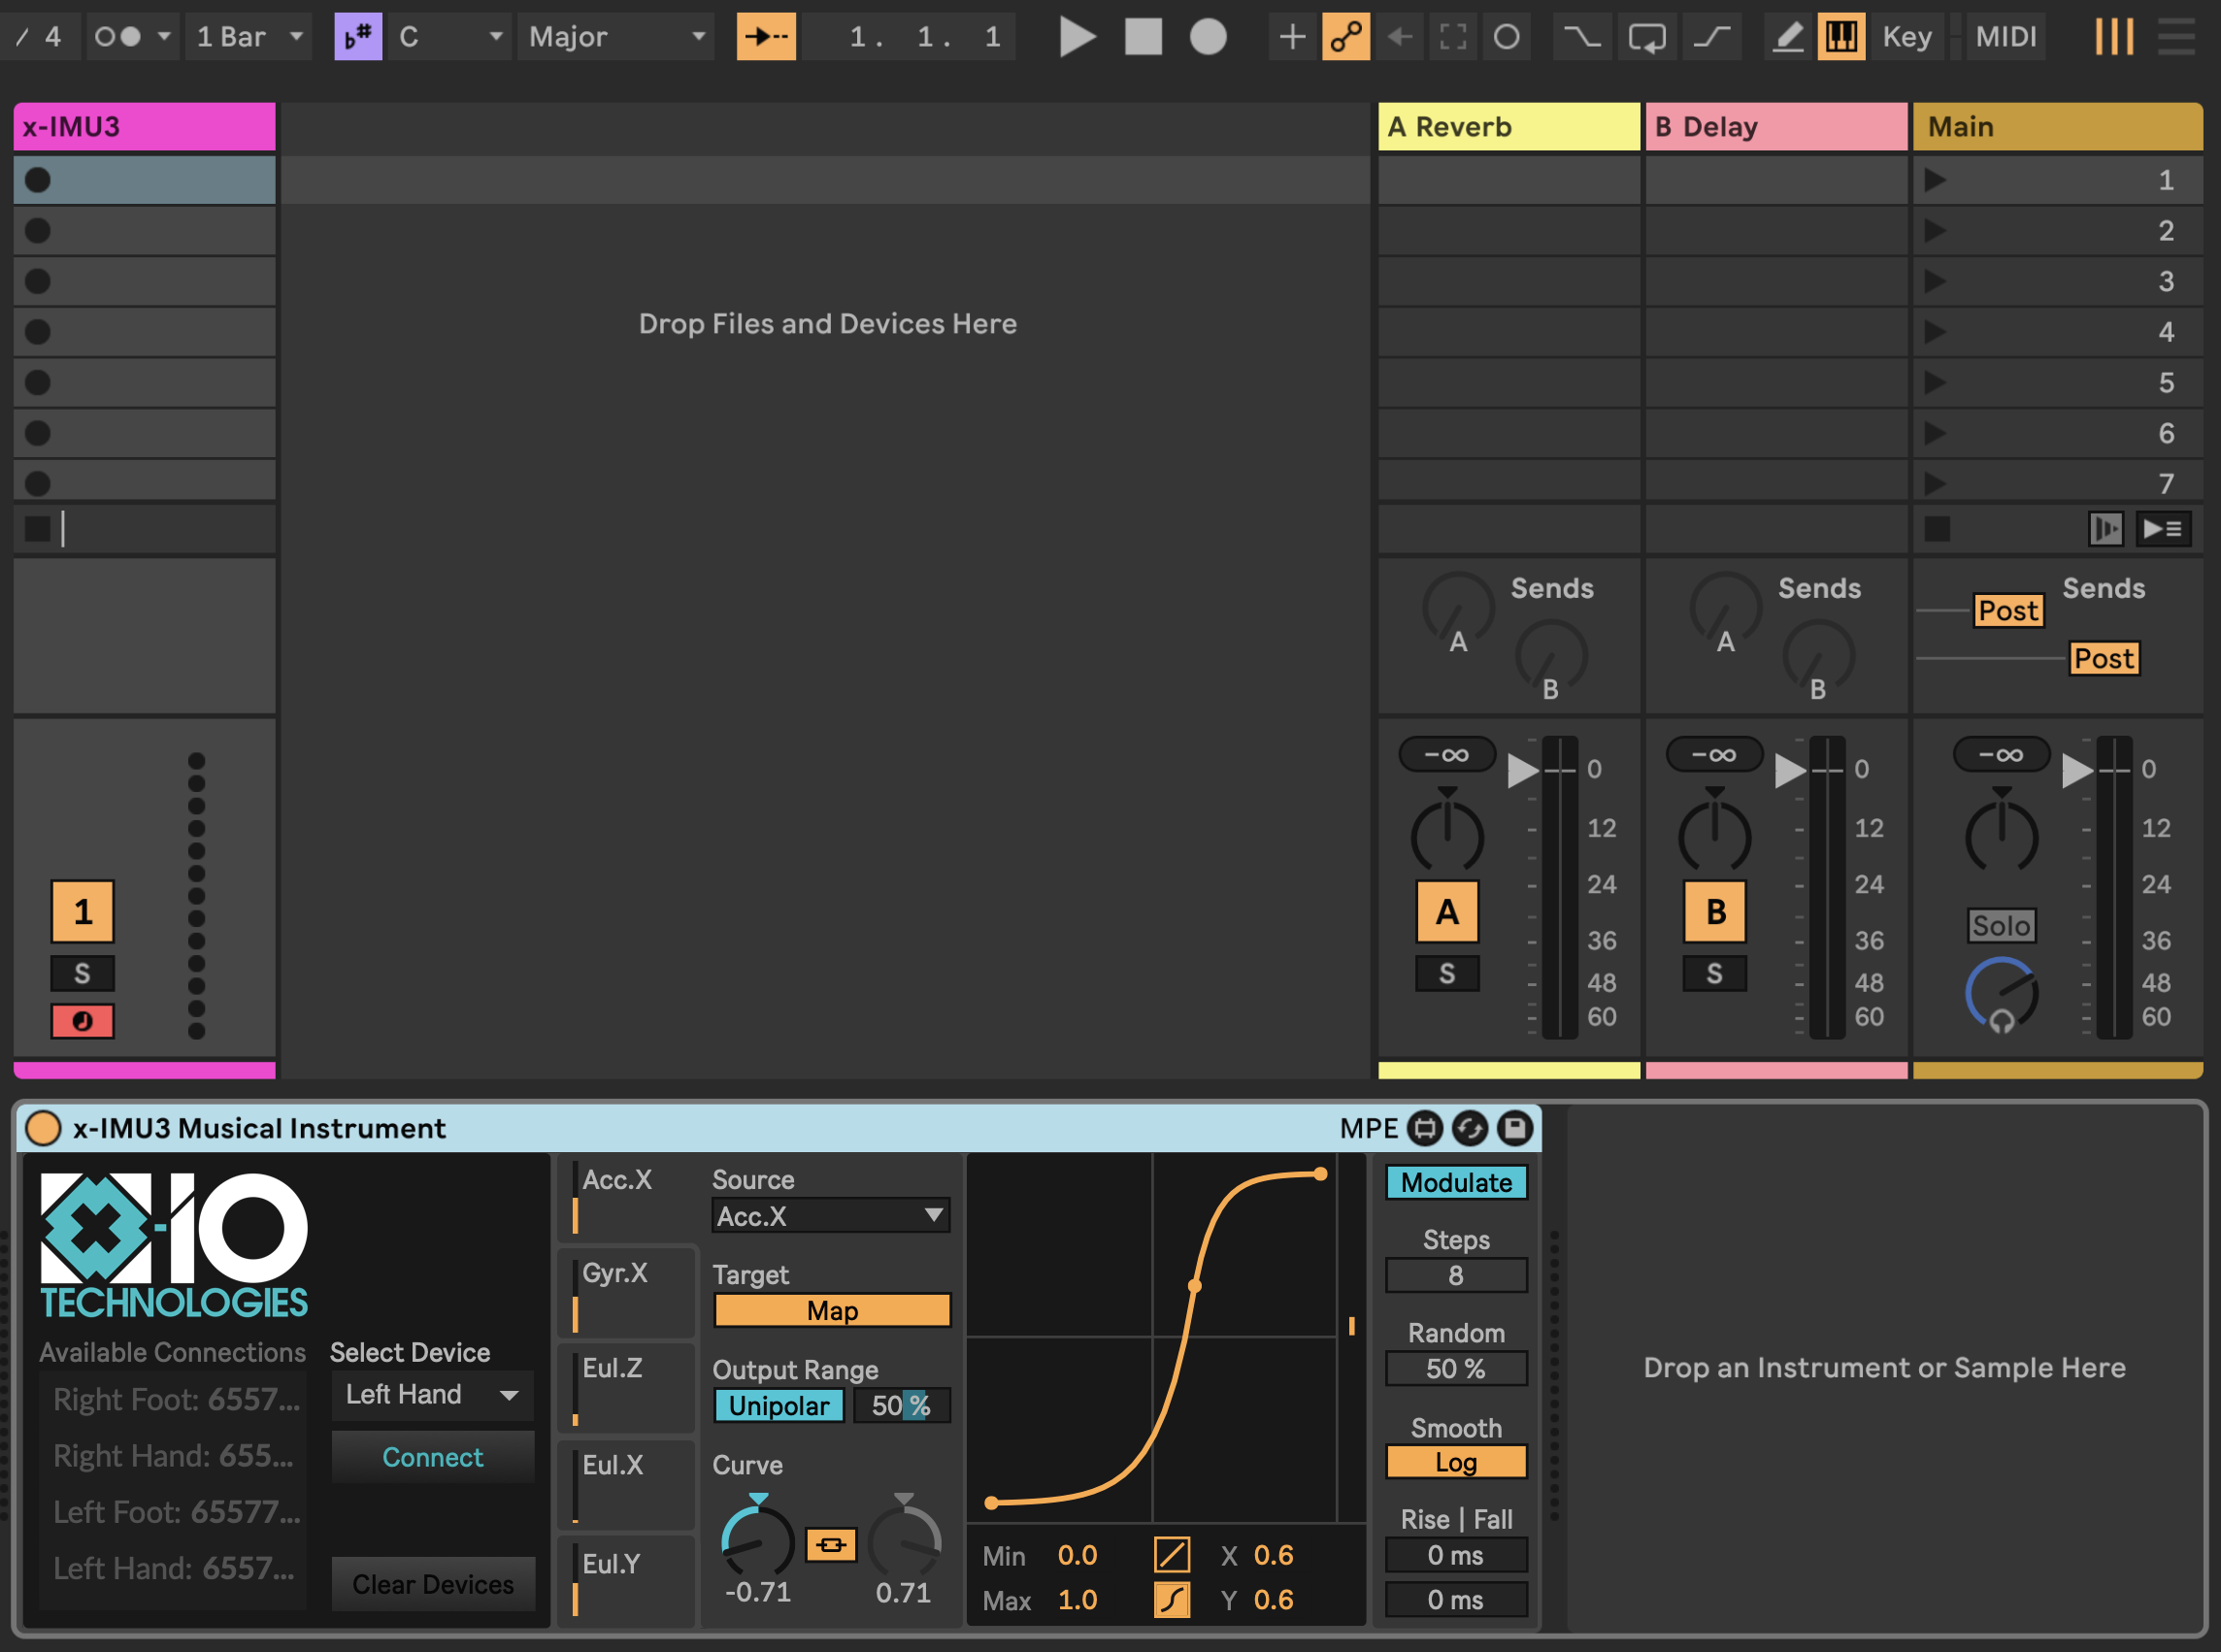 / 4 1 Bar b# C Major 1. 1. 1 Key MIDI
x-IMU3 A Reverb B Delay Main
1
2
Drop Files and Devices Here
3
4
5
6
7
Sends Sends Sends
Post
A A
Post
B B
-∞ 0 -∞ 0 -∞ 0
12 12 12
24 24 24
1 A B Solo
36 36 36
S S S
48 48 48
60 60 60
x-IMU3 Musical Instrument MPE
X-IO
TECHNOLOGIES
Available Connections
Right Foot: 6557...
Right Hand: 655...
Left Foot: 65577...
Left Hand: 6557...
Select Device
Left Hand
Connect
Clear Devices
Acc.X
Gyr.X
Eul.Z
Eul.X
Eul.Y
Source
Acc.X
Target
Map
Output Range
Unipolar 50 %
Curve
-0.71 0.71
Min 0.0 X 0.6
Max 1.0 Y 0.6
Modulate
Steps
8
Random
50 %
Smooth
Log
Rise | Fall
0 ms
0 ms
Drop an Instrument or Sample Here